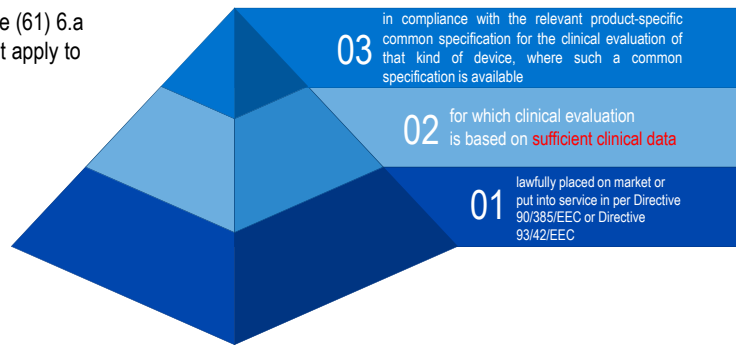 e (61) 6.a
t apply to
03
in compliance with the relevant product-specific
common specification for the clinical evaluation of
that kind of device, where such a common
specification is available
02
for which clinical evaluation
is based on sufficient clinical data
01
lawfully placed on market or
put into service in per Directive
90/385/EEC or Directive
93/42/EEC